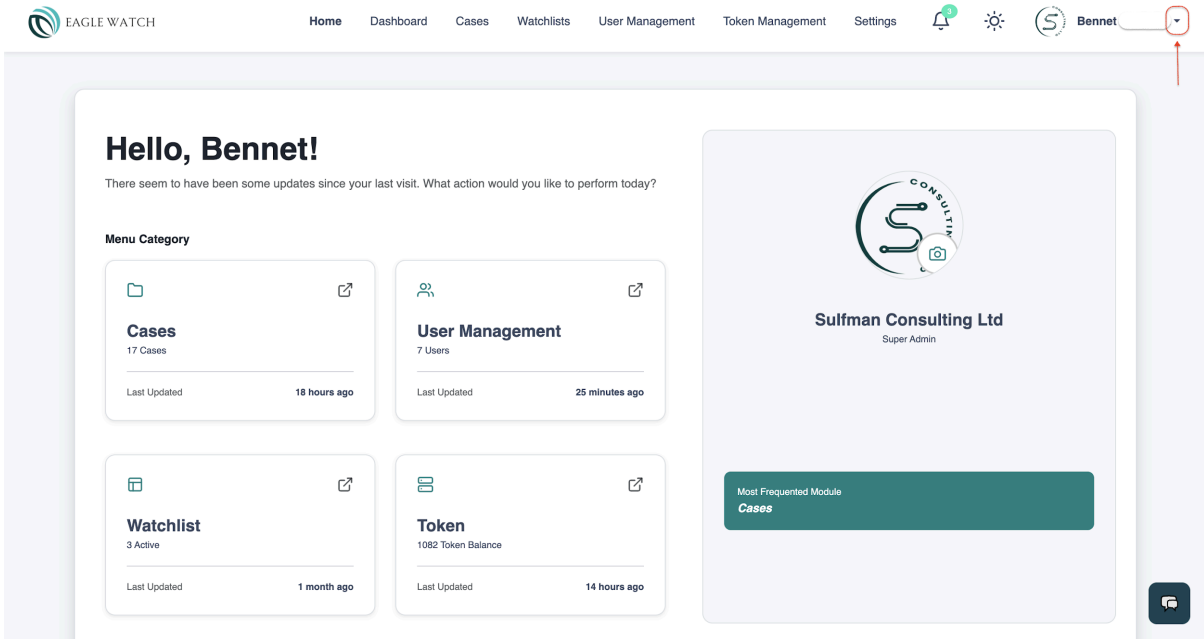 EAGLE WATCH
Home Dashboard Cases Watchlists User Management Token Management Settings 3 Bennet
Hello, Bennet!
There seem to have been some updates since your last visit. What action would you like to perform today?
Menu Category
Cases
17 Cases
Last Updated 18 hours ago
User Management
7 Users
Last Updated 25 minutes ago
Watchlist
3 Active
Last Updated 1 month ago
Token
1082 Token Balance
Last Updated 14 hours ago
CONSULTIN
Sulfman Consulting Ltd
Super Admin
Most Frequented Module
Cases